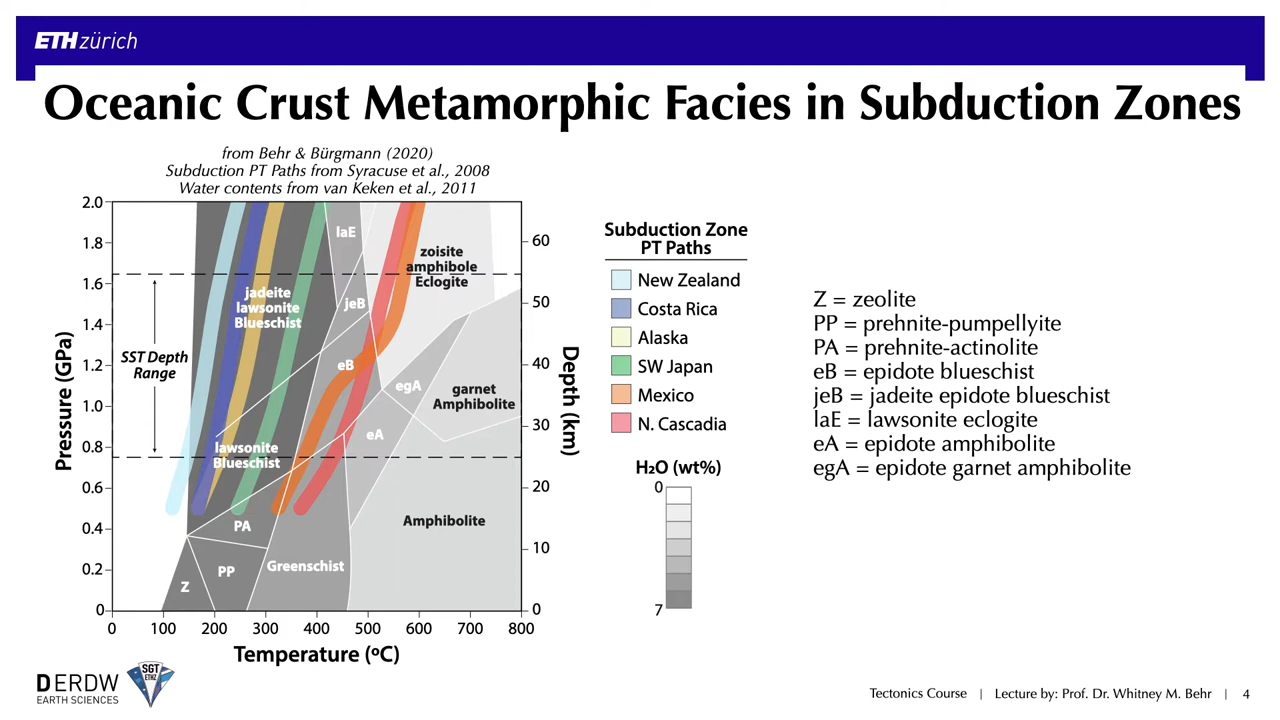 ETH zürich
Oceanic Crust Metamorphic Facies in Subduction Zones
from Behr & Bürgmann (2020)
Subduction PT Paths from Syracuse et al., 2008
Water contents from van Keken et al., 2011
Pressure (GPa)
2.0
1.8
1.6
1.4
1.2
1.0
0.8
0.6
0.4
0.2
0
SST Depth
Range
laE
zoisite
amphibole
Eclogite
jadeite
lawsonite
Blueschist
jeB
eB
egA
garnet
Amphibolite
eA
lawsonite
Blueschist
PA
Amphibolite
PP
Greenschist
Z
60
50
40
30
20
10
0
Depth (km)
0
100
200
300
400
500
600
700
800
Temperature (ºC)
Subduction Zone
PT Paths
New Zealand
Costa Rica
Alaska
SW Japan
Mexico
N. Cascadia
H₂O (wt%)
0
7
Z = zeolite
PP = prehnite-pumpellyite
PA = prehnite-actinolite
eB = epidote blueschist
jeB = jadeite epidote blueschist
laE = lawsonite eclogite
eA = epidote amphibolite
egA = epidote garnet amphibolite
DERDW
EARTH SCIENCES
SGT
ETHZ
Tectonics Course | Lecture by: Prof. Dr. Whitney M. Behr | 4